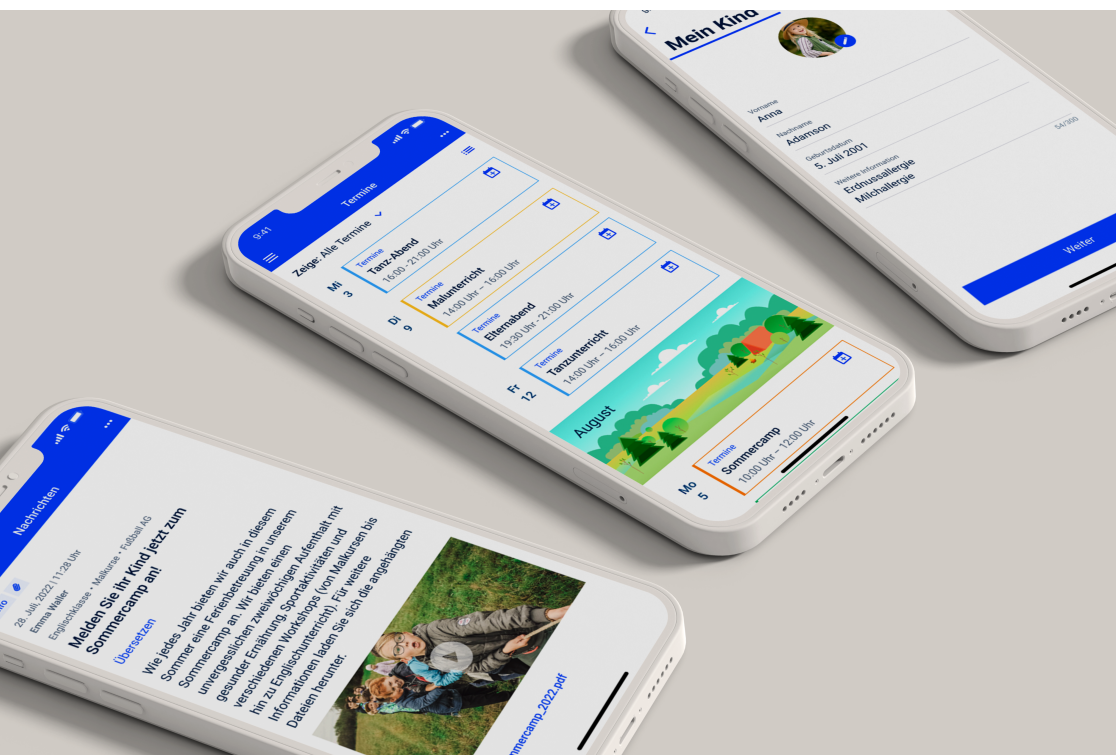 9:41
Termine
Zeige: Alle Termine
Mi
3
Termine
Tanz-Abend
16:00 - 21:00 Uhr
Di
9
Termine
Malunterricht
14:00 Uhr – 16:00 Uhr
Termine
Elternabend
19:30 Uhr - 21:00 Uhr
Fr
12
Termine
Tanzunterricht
14:00 Uhr – 16:00 Uhr
August
Mo
5
Termine
Sommercamp
10:00 Uhr – 12:00 Uhr
Mein Kind
Vorname
Anna
Nachname
Adamson
Geburtsdatum
5. Juli 2001
Weitere Information
Erdnussallergie
Milchallergie
54/300
Weiter
Nachrichten
28. Juli, 2022 | 11:28 Uhr
Emma Waller
Englischklasse • Malkurse • Fußball AG
Melden Sie ihr Kind jetzt zum
Sommercamp an!
Übersetzen
Wie jedes Jahr bieten wir auch in diesem
Sommer eine Ferienbetreuung in unserem
Sommercamp an. Wir bieten einen
unvergesslichen zweiwöchigen Aufenthalt mit
gesunder Ernährung, Sportaktivitäten und
verschiedenen Workshops (von Malkursen bis
hin zu Englischunterricht). Für weitere
Informationen laden Sie sich die angehängten
Dateien herunter.
mmercamp_2022.pdf